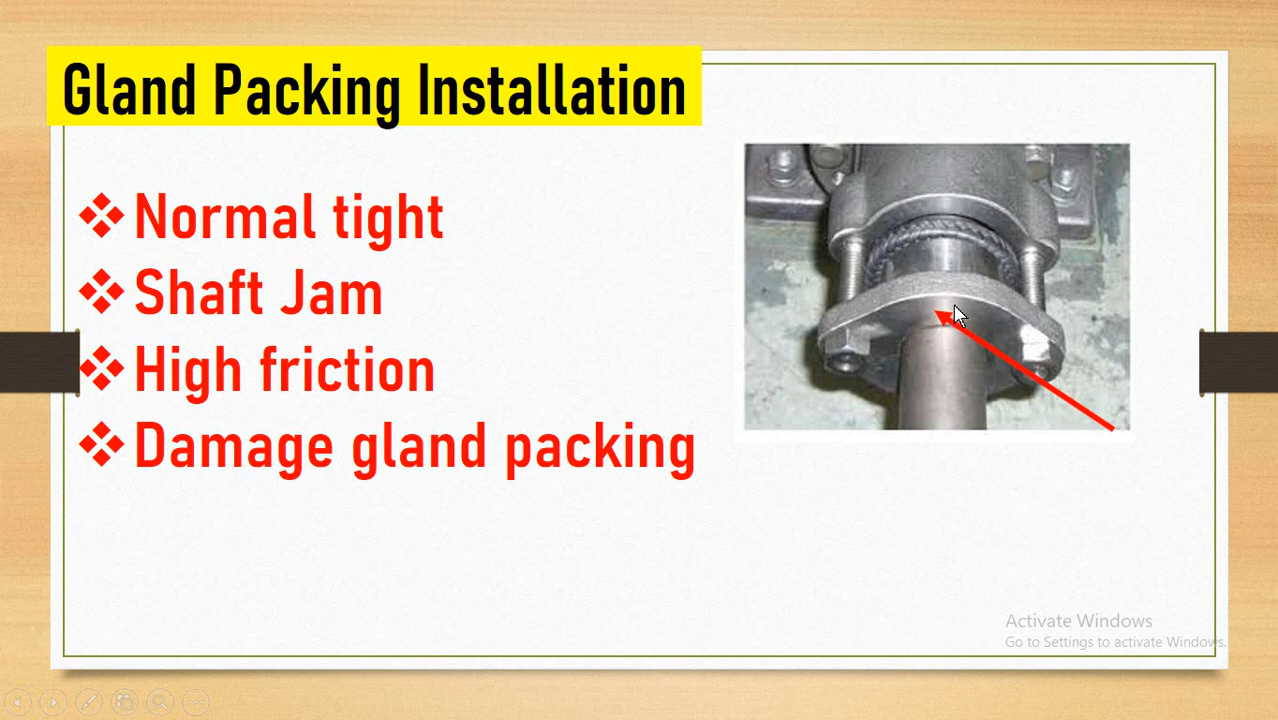 Gland Packing Installation
Normal tight
Shaft Jam
High friction
Damage gland packing
Activate Windows
Go to Settings to activate Windows.